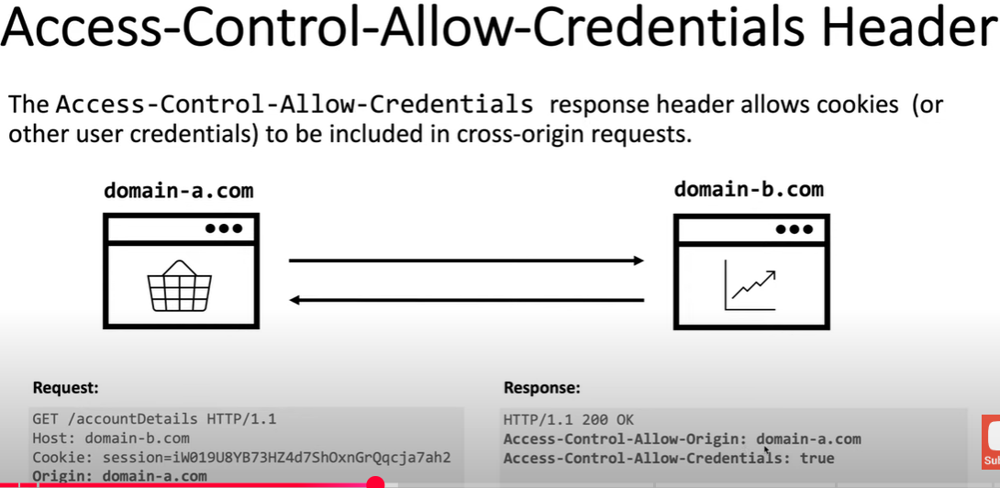 Access-Control-Allow-Credentials Header
The Access-Control-Allow-Credentials response header allows cookies (or
other user credentials) to be included in cross-origin requests.
domain-a.com
domain-b.com
Request:
GET /accountDetails HTTP/1.1
Host: domain-b.com
Cookie: session=iW019U8YB73HZ4d7ShOxnGrQqcja7ah2
Origin: domain-a.com
Response:
HTTP/1.1 200 OK
Access-Control-Allow-Origin: domain-a.com
Access-Control-Allow-Credentials: true